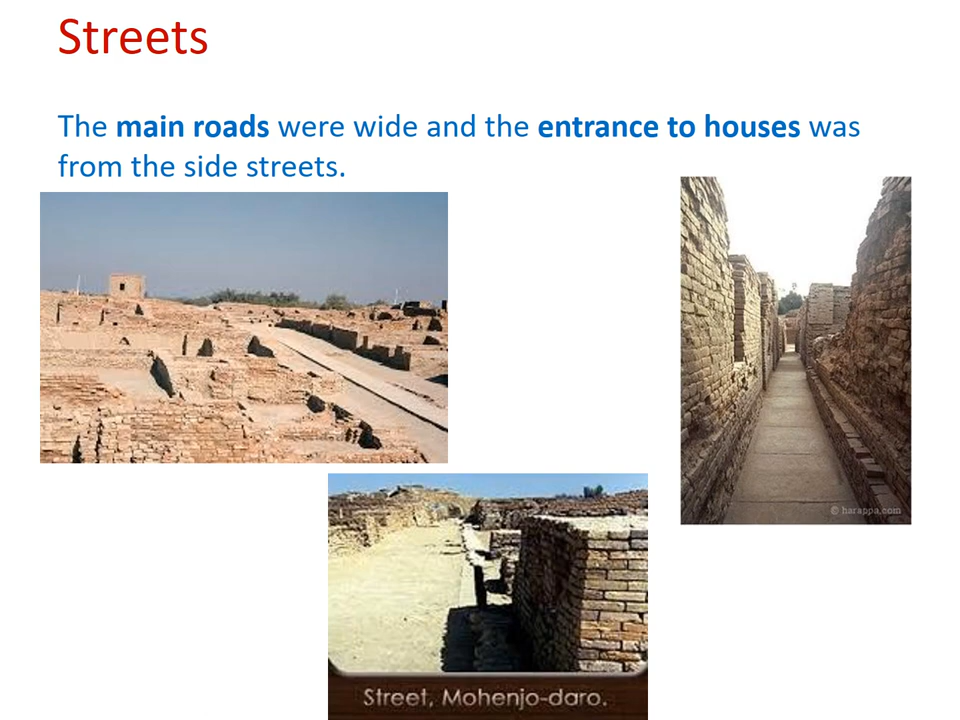 Streets
The main roads were wide and the entrance to houses was
from the side streets.
© harappa.com
Street, Mohenjo-daro.